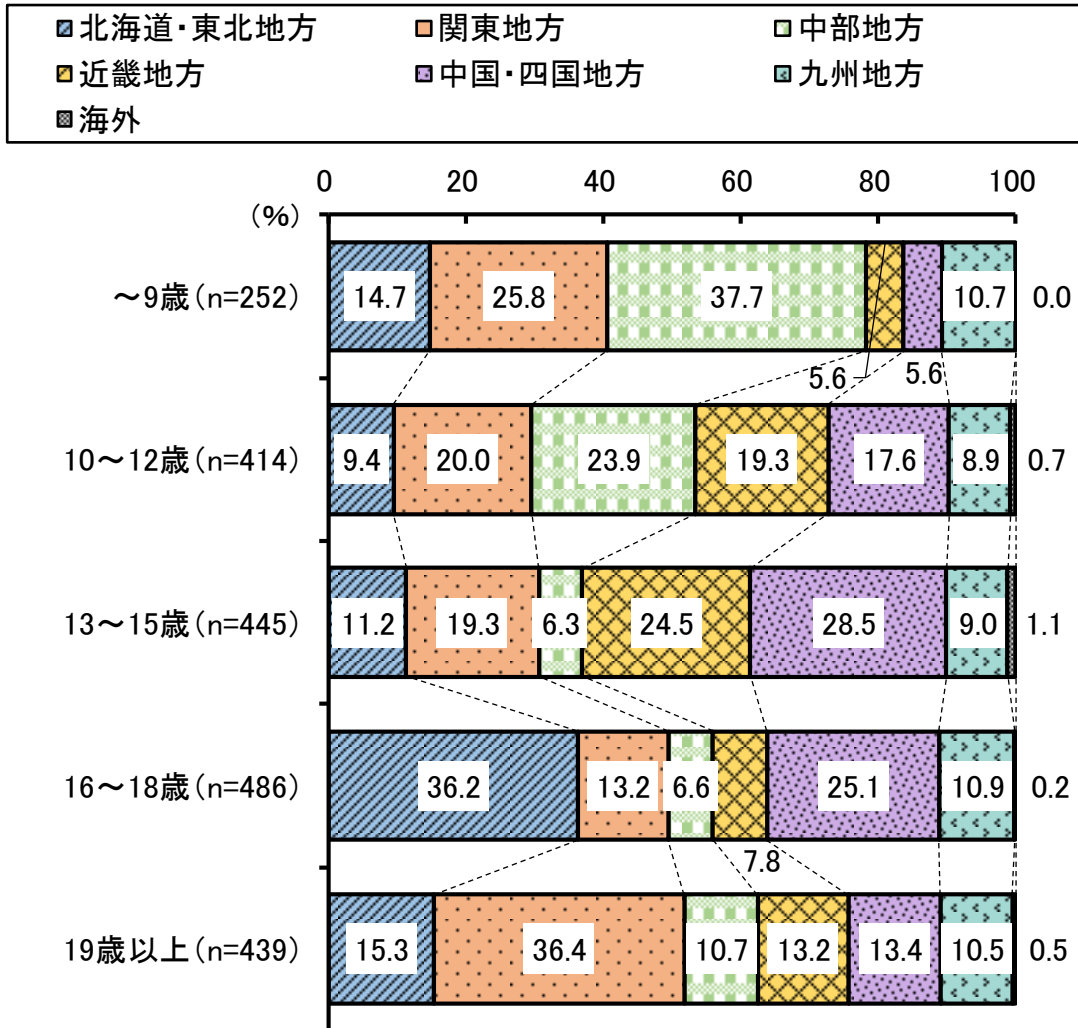 北海道・東北地方 関東地方 中部地方
近畿地方 中国・四国地方 九州地方
海外
0 20 40 60 80 100
(%)
～9歳(n=252) 14.7 25.8 37.7 10.7 0.0
5.6 5.6
10～12歳(n=414) 9.4 20.0 23.9 19.3 17.6 8.9 0.7
13～15歳(n=445) 11.2 19.3 6.3 24.5 28.5 9.0 1.1
16～18歳(n=486) 36.2 13.2 6.6 25.1 10.9 0.2
7.8
19歳以上(n=439) 15.3 36.4 10.7 13.2 13.4 10.5 0.5